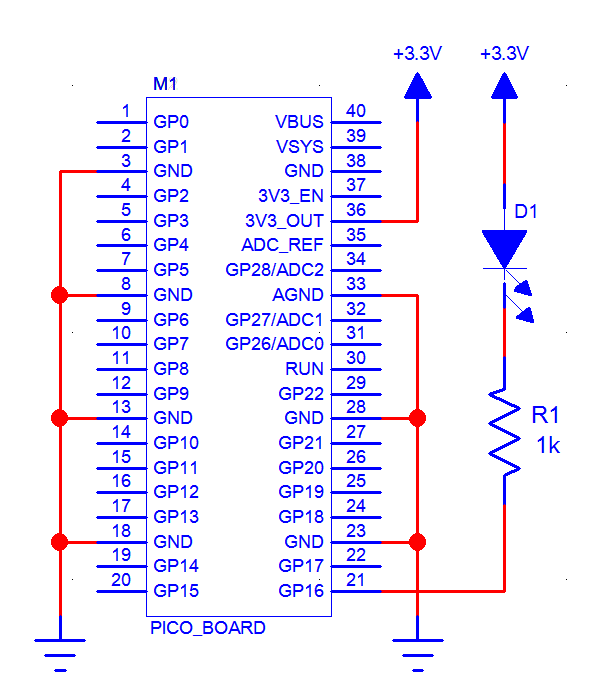 +3.3V +3.3V
M1
1 GP0 VBUS 40
2 GP1 VSYS 39
3 GND GND 38
4 GP2 3V3_EN 37
5 GP3 3V3_OUT 36
D1
6 GP4 ADC_REF 35
7 GP5 GP28/ADC2 34
8 GND AGND 33
9 GP6 GP27/ADC1 32
10 GP7 GP26/ADC0 31
11 GP8 RUN 30
12 GP9 GP22 29
13 GND GND 28
R1
14 GP10 GP21 27
1k
15 GP11 GP20 26
16 GP12 GP19 25
17 GP13 GP18 24
18 GND GND 23
19 GP14 GP17 22
20 GP15 GP16 21
PICO_BOARD